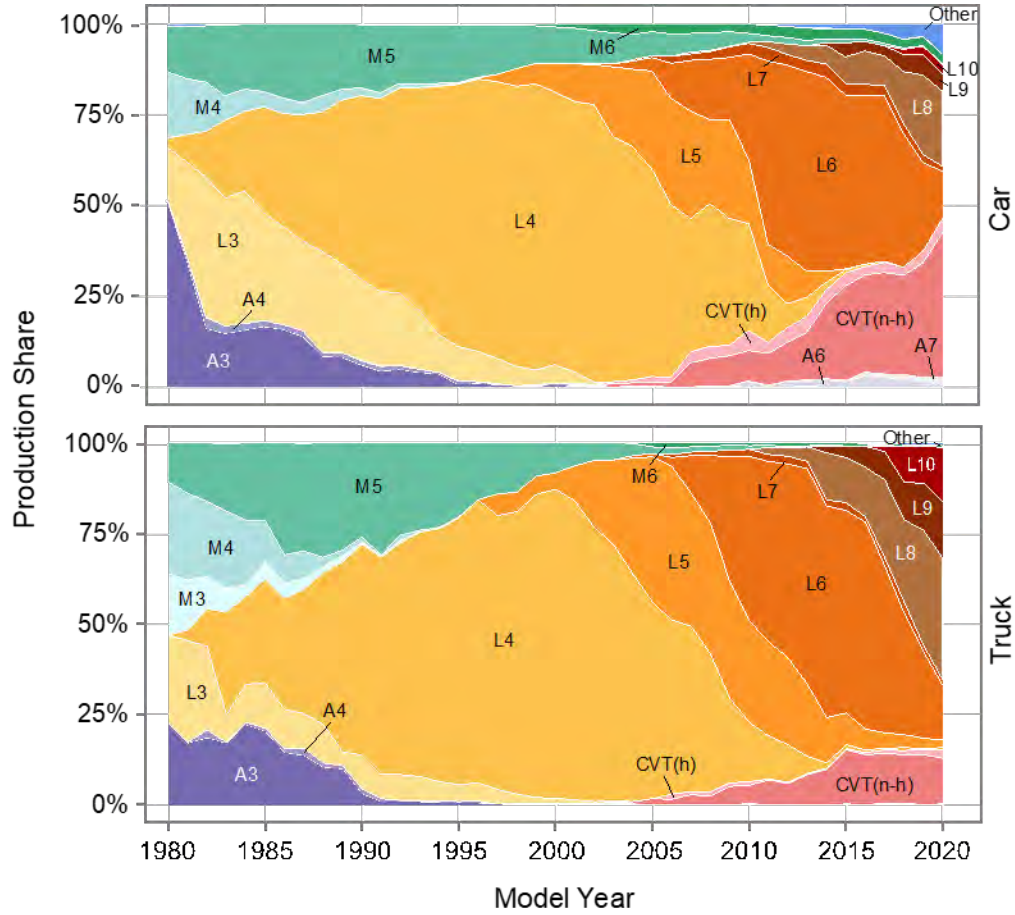 Production Share
100%
75%
50%
25%
0%
Other
M6
M5
L10
L7
L9
M4
L8
L5
L6
L4
L3
A4
CVT(h)
CVT(n-h)
A7
A6
A3
Car
100%
75%
50%
25%
0%
Other
M6
L10
M5
L7
L9
M4
L8
L5
L6
M3
L4
L3
A4
CVT(h)
A3
CVT(n-h)
Truck
1980 1985 1990 1995 2000 2005 2010 2015 2020
Model Year